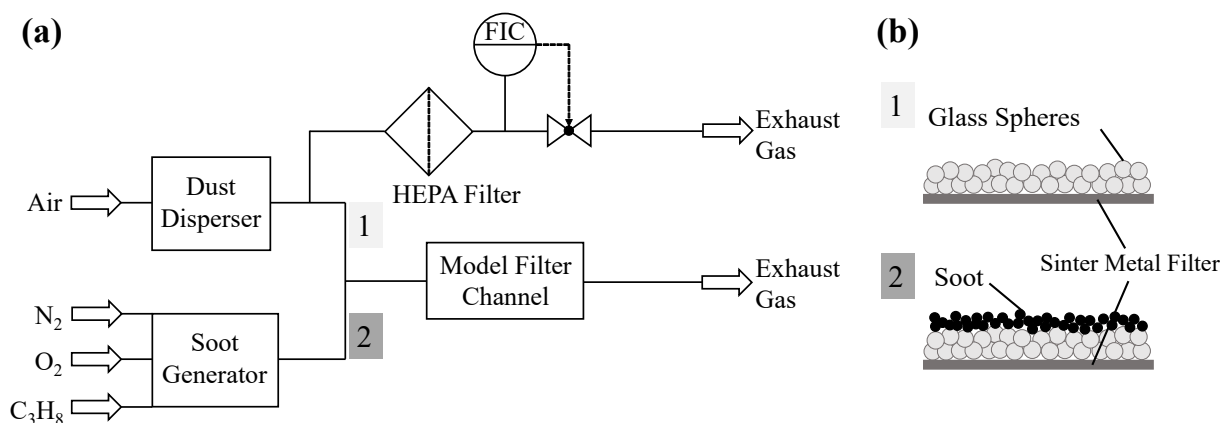 (a)
FIC
Exhaust
Gas
HEPA Filter
Air
Dust
Disperser
1
Model Filter
Channel
Exhaust
Gas
2
N₂
O₂
C₃H₈
Soot
Generator
(b)
1
Glass Spheres
Sinter Metal Filter
2
Soot